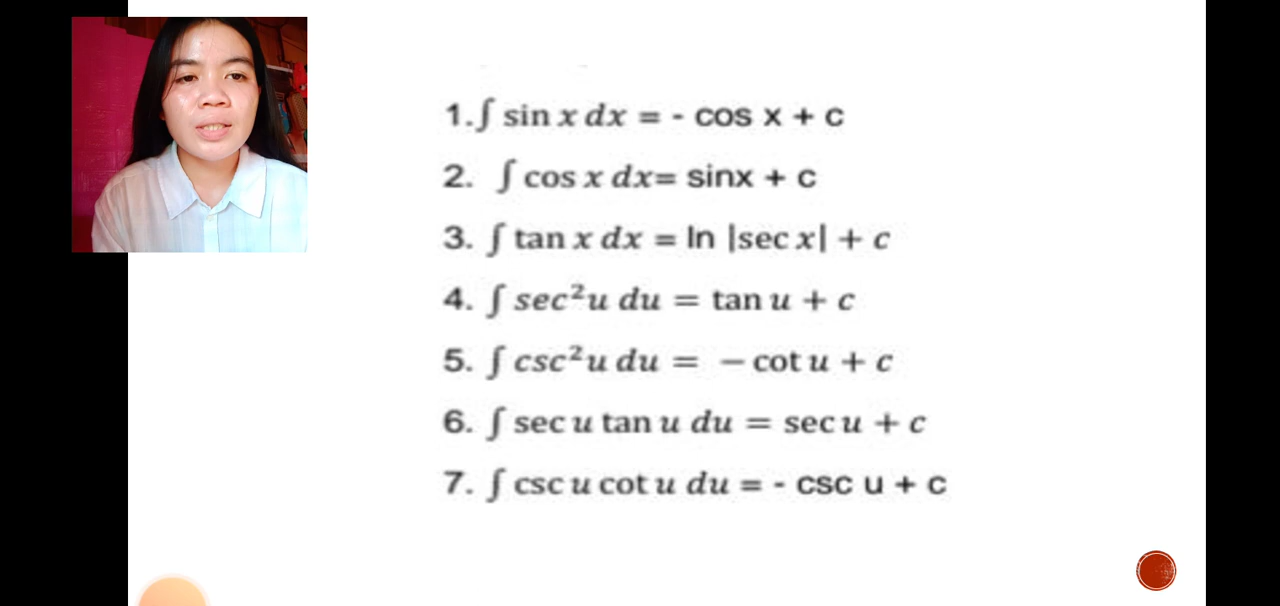 1.∫ sin x dx = - cos x + c
2. ∫ cos x dx= sinx + c
3. ∫ tan x dx = ln |sec x| + c
4. ∫ sec²u du = tan u + c
5. ∫ csc²u du = −cot u + c
6. ∫ sec u tan u du = sec u + c
7. ∫ csc u cot u du = - csc u + c